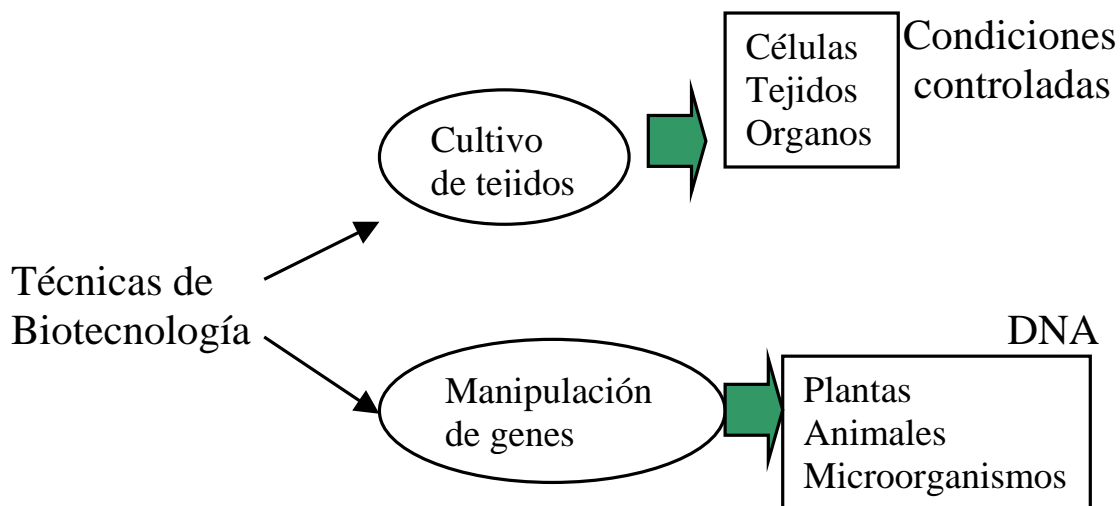 Células
Tejidos
Organos
Condiciones
controladas
Cultivo
de tejidos
Técnicas de
Biotecnología
DNA
Manipulación
de genes
Plantas
Animales
Microorganismos